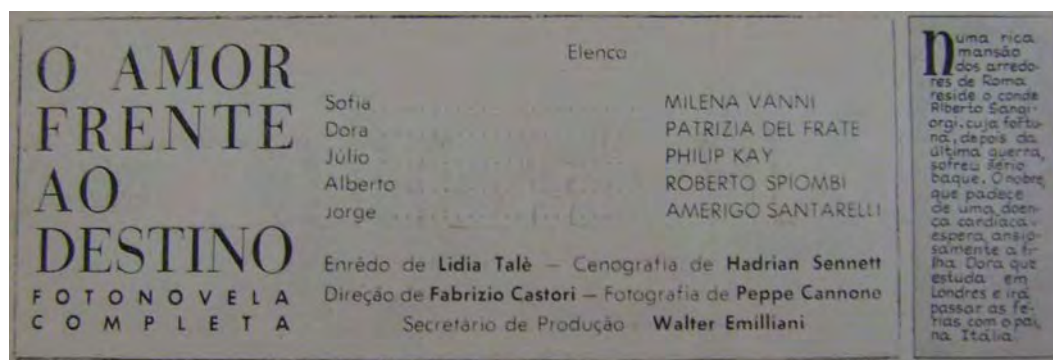 O AMOR
FRENTE
AO
DESTINO
FOTONOVELA
COMPLETA
Elenco
Sofia MILENA VANNI
Dora PATRIZIA DEL FRATE
Júlio PHILIP KAY
Alberto ROBERTO SPIOMBI
Jorge AMERIGO SANTARELLI
Enrêdo de Lidia Talè — Cenografia de Hadrian Sennett
Direção de Fabrizio Castori — Fotografia de Peppe Cannone
Secretário de Produção - Walter Emilliani
Numa rica
mansão
dos arredo-
res de Roma
reside o conde
Alberto Sangi-
orgi, cuja fortu-
na, depois da
última guerra,
sofreu sério
baque. O nobre,
que padece
de uma doen-
ca cardíaca
espera ansio-
samente a fi-
lha Dora que
estuda em
Londres e irá
passar as fé-
rias com o pai,
na Itália